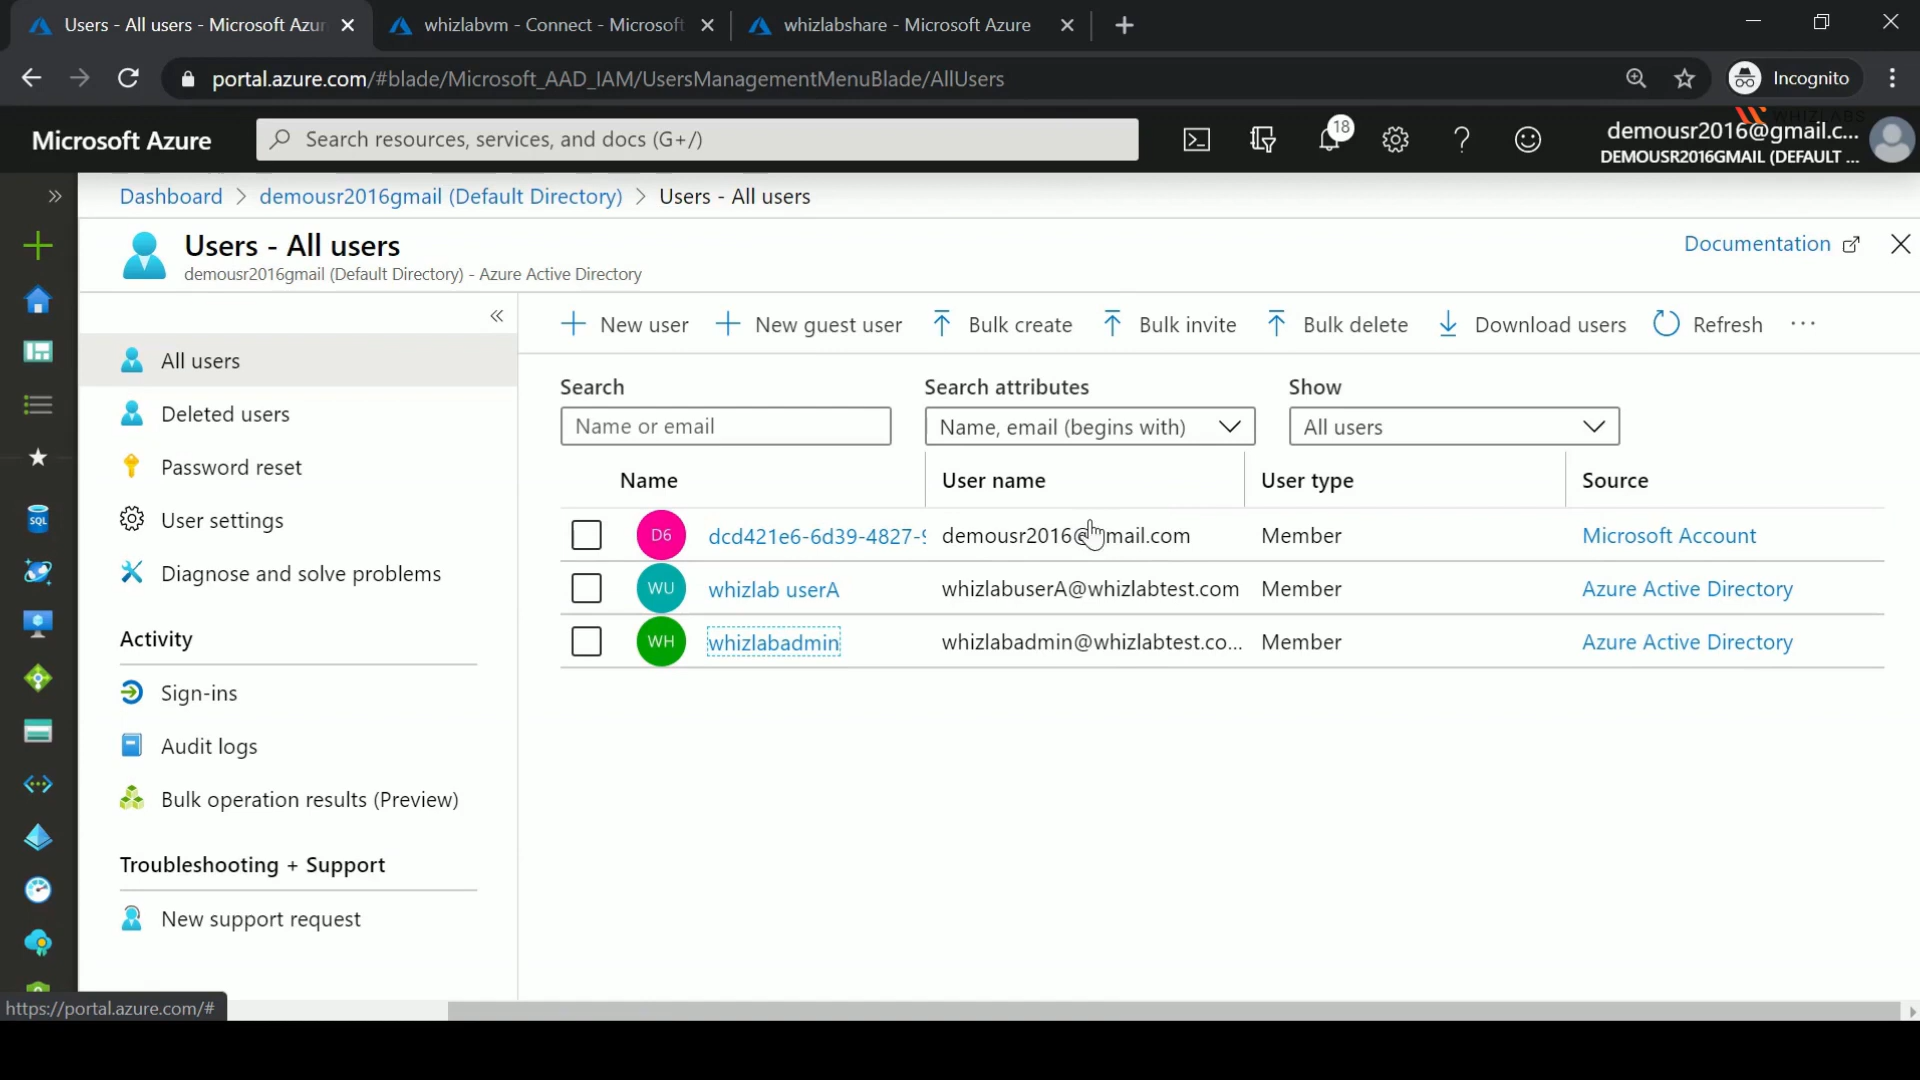 Users - All users - Microsoft Azur
whizlabvm - Connect - Microsoft
whizlabshare - Microsoft Azure
portal.azure.com/#blade/Microsoft_AAD_IAM/UsersManagementMenuBlade/AllUsers
Incognito
WHIZLABS
Microsoft Azure
Search resources, services, and docs (G+/)
18
demousr2016@gmail.c...
DEMOUSR2016GMAIL (DEFAULT ...
Dashboard > demousr2016gmail (Default Directory) > Users - All users
Users - All users
demousr2016gmail (Default Directory) - Azure Active Directory
Documentation
All users
Deleted users
Password reset
User settings
Diagnose and solve problems
Activity
Sign-ins
Audit logs
Bulk operation results (Preview)
Troubleshooting + Support
New support request
SQL
New user
New guest user
Bulk create
Bulk invite
Bulk delete
Download users
Refresh
...
Search
Search attributes
Show
Name or email
Name, email (begins with)
All users
Name
User name
User type
Source
D6 dcd421e6-6d39-4827-9 demousr2016@gmail.com Member Microsoft Account
WU whizlab userA whizlabuserA@whizlabtest.com Member Azure Active Directory
WH whizlabadmin whizlabadmin@whizlabtest.co... Member Azure Active Directory
https://portal.azure.com/#